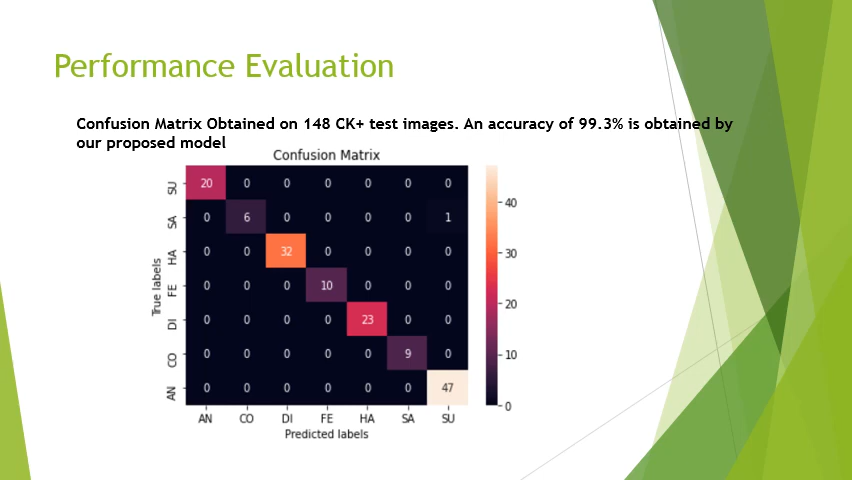 Performance Evaluation
Confusion Matrix Obtained on 148 CK+ test images. An accuracy of 99.3% is obtained by
our proposed model
Confusion Matrix
SU 20 0 0 0 0 0 0
SA 0 6 0 0 0 0 1
HA 0 0 32 0 0 0 0
FE 0 0 0 10 0 0 0
DI 0 0 0 0 23 0 0
CO 0 0 0 0 0 9 0
AN 0 0 0 0 0 0 47
True labels
AN CO DI FE HA SA SU
Predicted labels
40
30
20
10
0